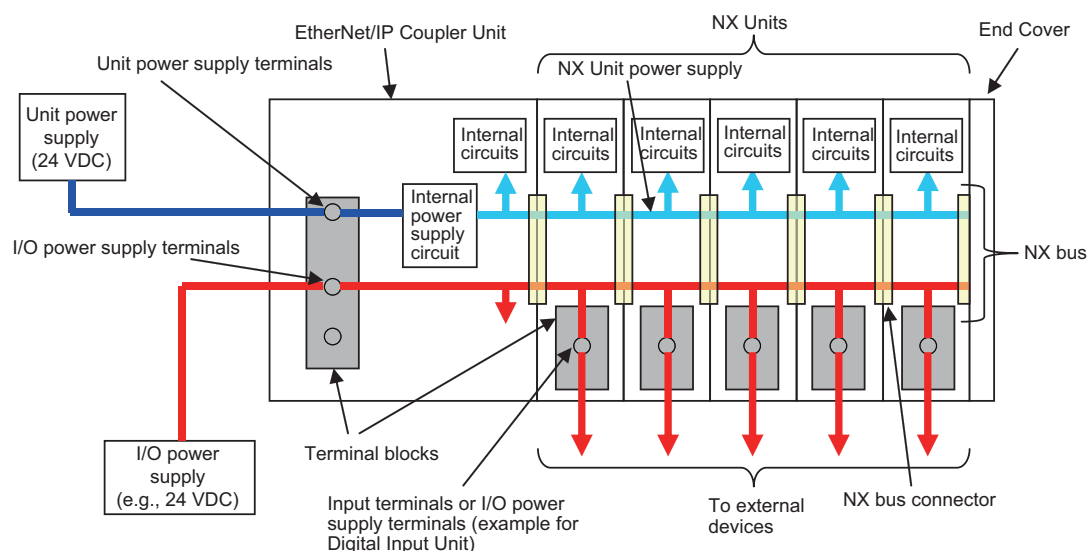 EtherNet/IP Coupler Unit
NX Units
End Cover
Unit power supply terminals
NX Unit power supply
Unit power
supply
(24 VDC)
Internal
circuits
Internal
circuits
Internal
circuits
Internal
circuits
Internal
circuits
Internal
circuits
Internal
power
supply
circuit
I/O power supply terminals
NX bus
I/O power
supply
(e.g., 24 VDC)
Terminal blocks
Input terminals or I/O power
supply terminals (example for
Digital Input Unit)
To external
devices
NX bus connector